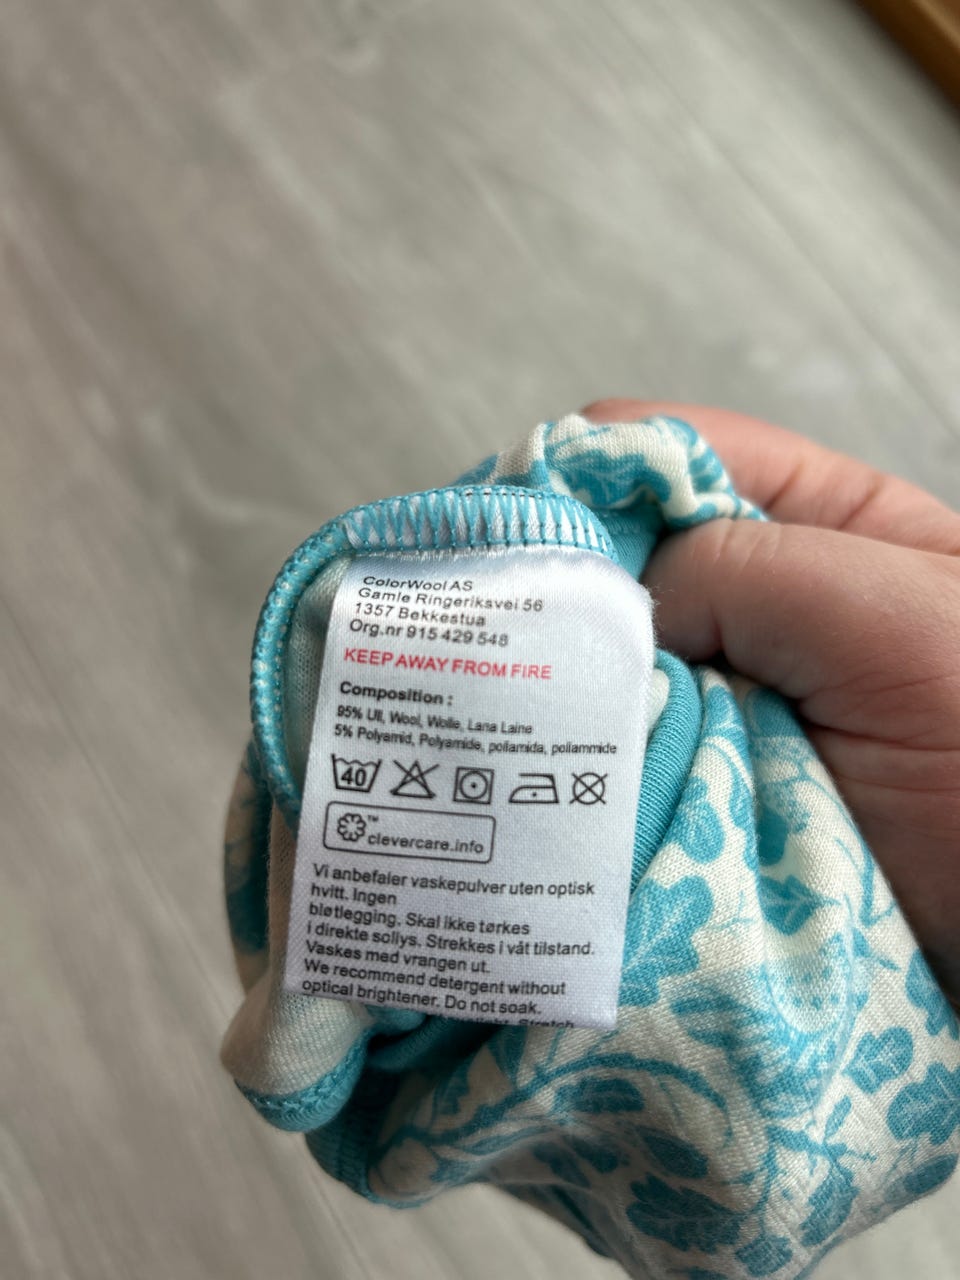 ColorWool AS
Gamle Ringeriksvei 56
1357 Bekkestua
Org.nr 915 429 548
KEEP AWAY FROM FIRE
Composition :
95% Ull, Wool, Wolle, Lana Laine
5% Polyamid, Polyamide, poliamida, poliammide
40
clevercare.info™
Vi anbefaler vaskepulver uten optisk
hvitt. Ingen
bløtlegging. Skal ikke tørkes
i direkte sollys. Strekkes i våt tilstand.
Vaskes med vrangen ut.
We recommend detergent without
optical brightener. Do not soak.
Stretch